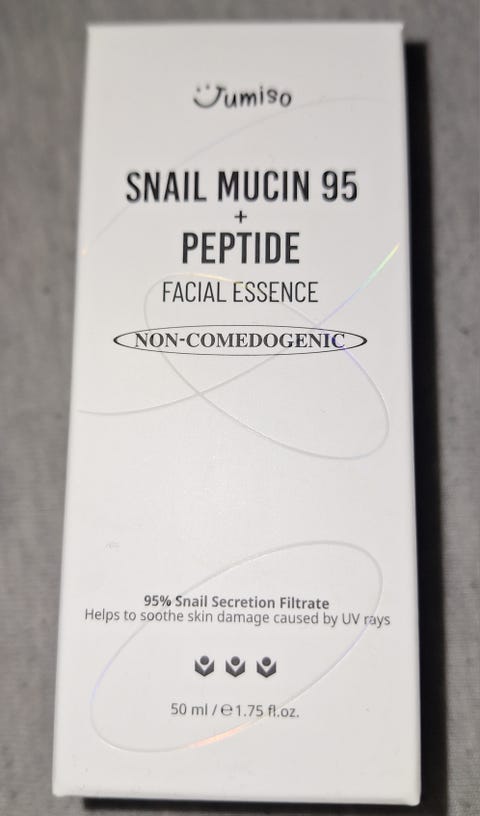 Jumiso
SNAIL MUCIN 95
+
PEPTIDE
FACIAL ESSENCE
NON-COMEDOGENIC
95% Snail Secretion Filtrate
Helps to soothe skin damage caused by UV rays
50 ml / ℮ 1.75 fl.oz.